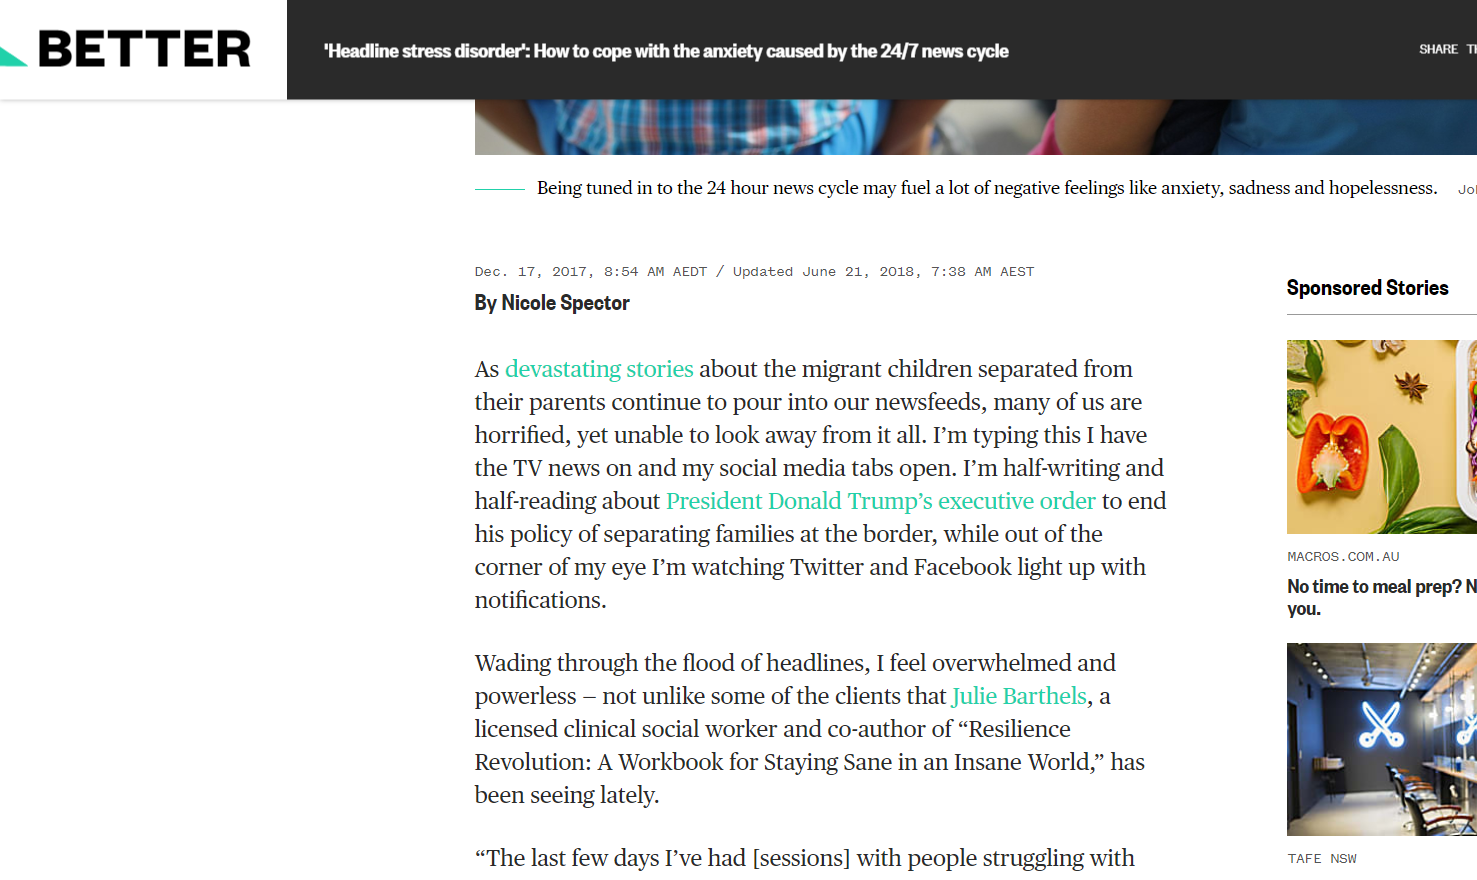 BETTER
'Headline stress disorder': How to cope with the anxiety caused by the 24/7 news cycle
SHARE
Being tuned in to the 24 hour news cycle may fuel a lot of negative feelings like anxiety, sadness and hopelessness.
Dec. 17, 2017, 8:54 AM AEDT / Updated June 21, 2018, 7:38 AM AEST
By Nicole Spector
As devastating stories about the migrant children separated from
their parents continue to pour into our newsfeeds, many of us are
horrified, yet unable to look away from it all. I’m typing this I have
the TV news on and my social media tabs open. I’m half-writing and
half-reading about President Donald Trump’s executive order to end
his policy of separating families at the border, while out of the
corner of my eye I’m watching Twitter and Facebook light up with
notifications.
Wading through the flood of headlines, I feel overwhelmed and
powerless — not unlike some of the clients that Julie Barthels, a
licensed clinical social worker and co-author of “Resilience
Revolution: A Workbook for Staying Sane in an Insane World,” has
been seeing lately.
“The last few days I’ve had [sessions] with people struggling with
Sponsored Stories
MACROS.COM.AU
No time to meal prep?
you.
TAFE NSW